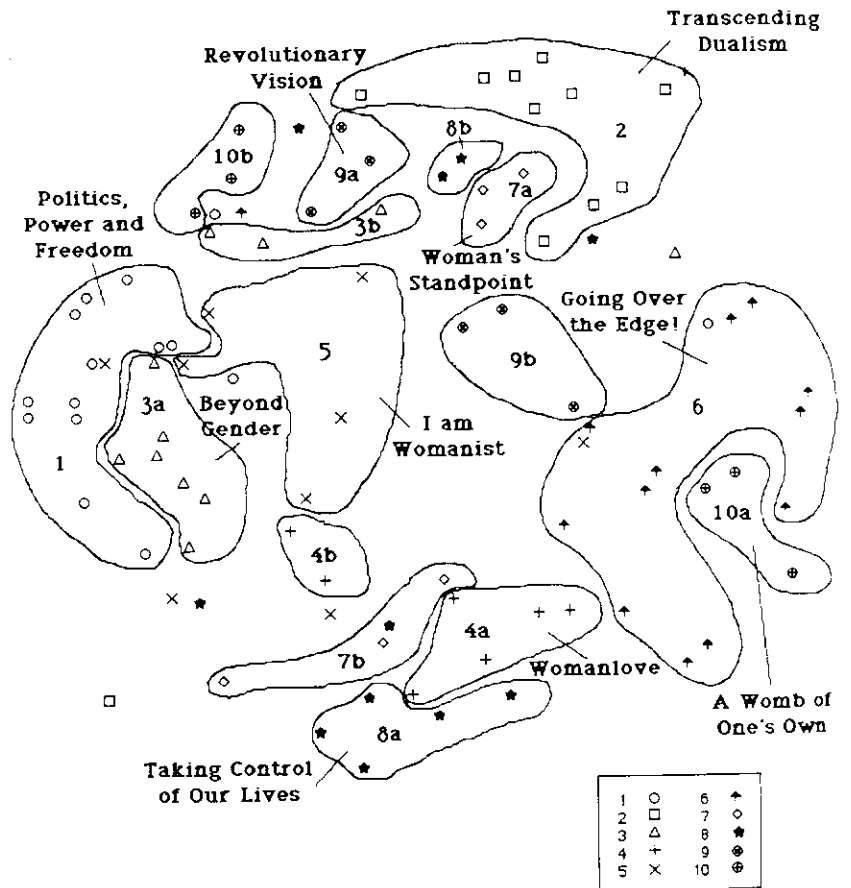 Transcending
Dualism
Revolutionary
Vision
2
8b
10b
9a
7a
Politics,
Power and
Freedom
3b
Woman's
Standpoint
Going Over
the Edge!
5
9b
3a
Beyond
Gender
6
I am
Womanist
1
10a
4b
4a
7b
Womanlove
A Womb of
One's Own
8a
Taking Control
of Our Lives
1 6
2 7
3 8
4 9
5 10